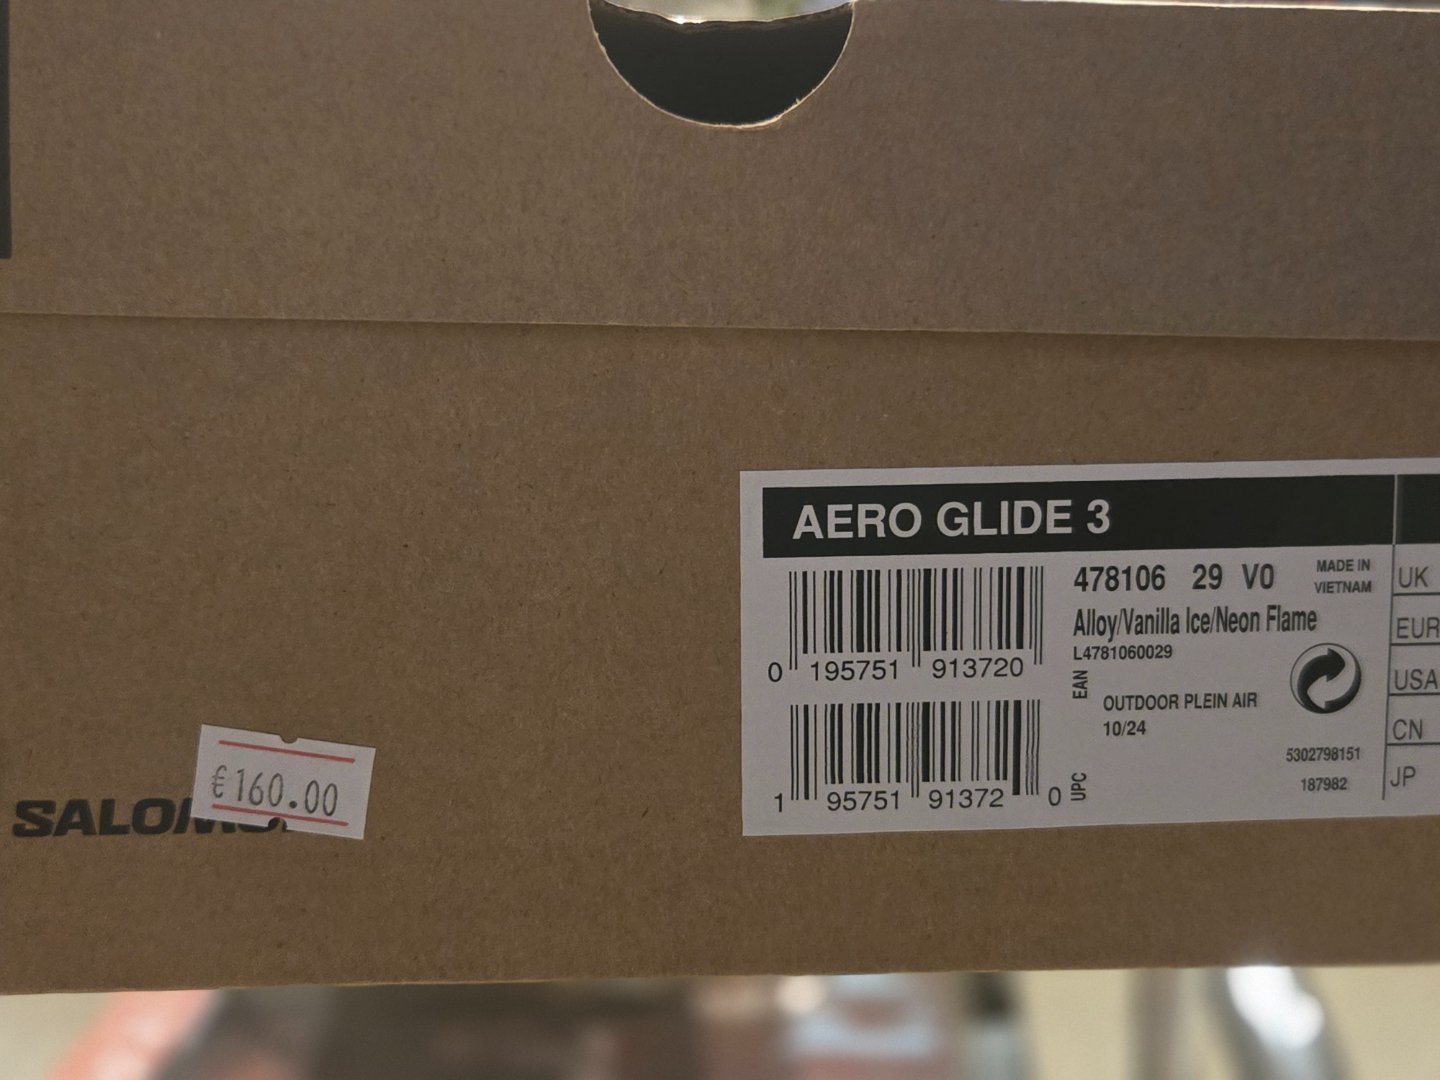 AERO GLIDE 3
478106 29 V0
MADE IN
VIETNAM
Alloy/Vanilla Ice/Neon Flame
L4781060029
0 195751 913720
EAN
OUTDOOR PLEIN AIR
10/24
5302798151
187982
1 95751 91372 0
UPC
UK
EUR
USA
CN
JP
€160.00